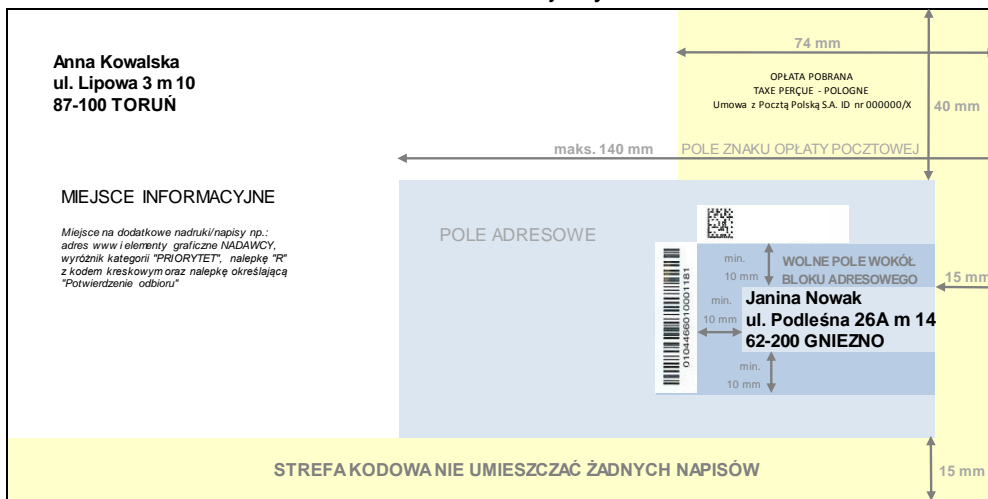 Anna Kowalska
ul. Lipowa 3 m 10
87-100 TORUŃ
74 mm
OPŁATA POBRANA
TAXE PERÇUE - POLOGNE
Umowa z Pocztą Polską S.A. ID nr 000000/X
40 mm
maks. 140 mm
POLE ZNAKU OPŁATY POCZTOWEJ
MIEJSCE INFORMACYJNE
Miejsce na dodatkowe nadruki/napisy np.:
adres www i elementy graficzne NADAWCY,
wyróżnik kategorii "PRIORYTET", nalepkę "R"
z kodem kreskowym oraz nalepkę określającą
"Potwierdzenie odbioru"
POLE ADRESOWE
0104466010001181
min.
10 mm
WOLNE POLE WOKÓŁ
BLOKU ADRESOWEGO
15 mm
min.
10 mm
Janina Nowak
ul. Podleśna 26A m 14
62-200 GNIEZNO
min.
10 mm
STREFA KODOWA NIE UMIESZCZAĆ ŻADNYCH NAPISÓW
15 mm